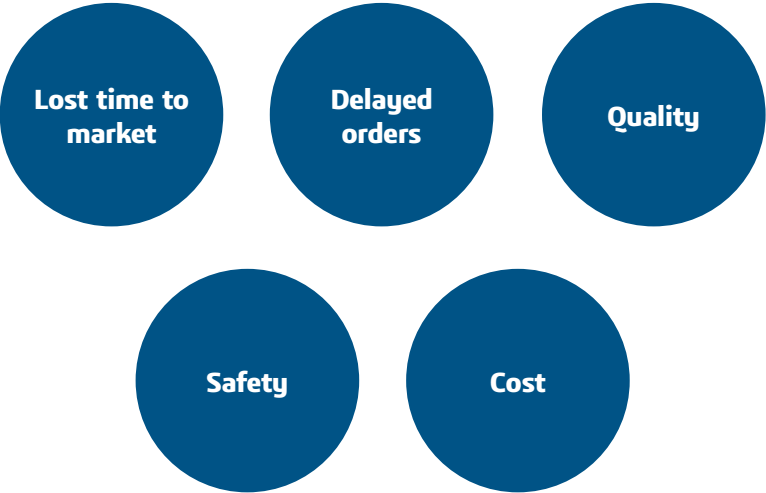 Lost time to
market
Delayed
orders
Quality
Safety
Cost